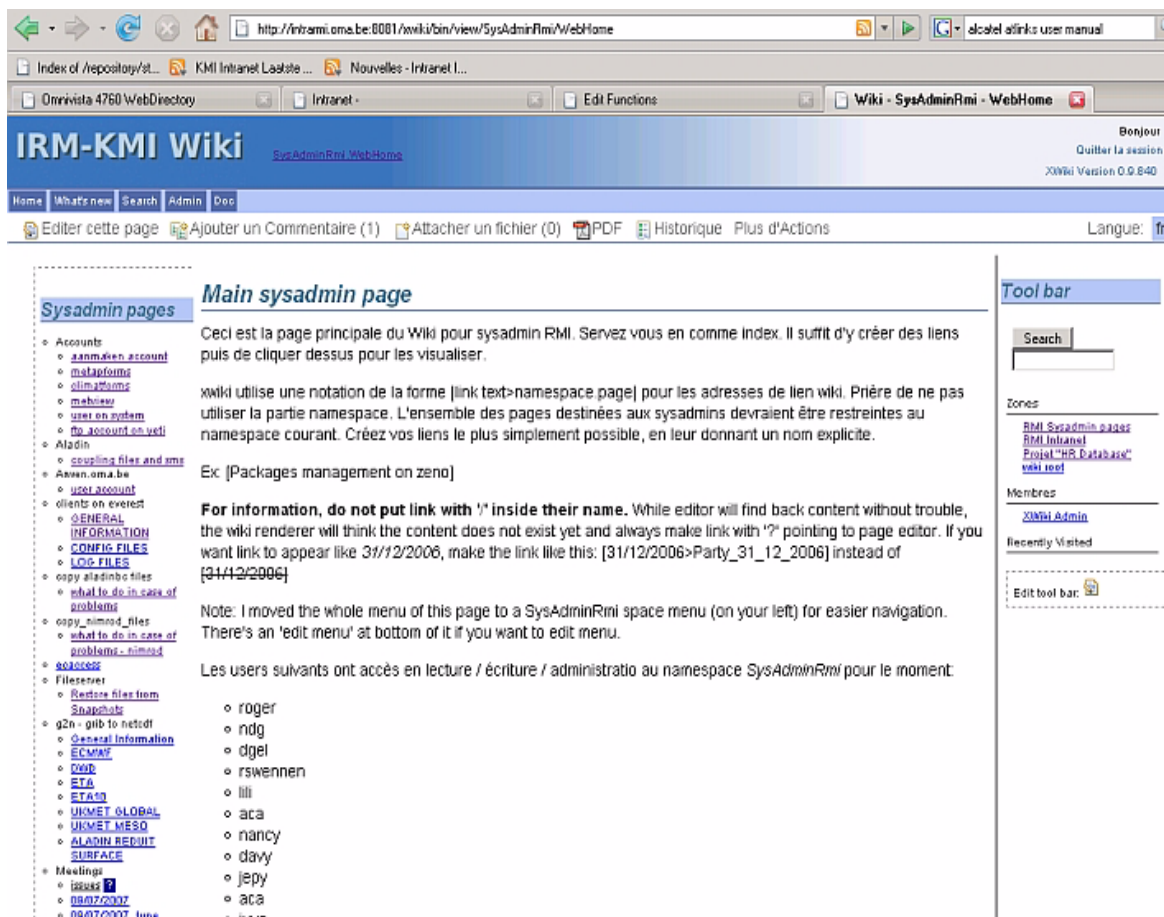 http://intrami.oma.be:8081/xwiki/bin/view/SysAdminRmi/WebHome
alcatel atlinks user manual
Index of /repository/st...
KMI Intranet Laatste ...
Nouvelles - Intranet I...
Omnivista 4760 WebDirectory
Intranet -
Edit Functions
Wiki - SysAdminRmi - WebHome
IRM-KMI Wiki
SysAdminRmi.WebHome
Bonjour
Quitter la session
XWiki Version 0.9.840
Home What's new Search Admin Doc
Editer cette page Ajouter un Commentaire (1) Attacher un fichier (0) PDF Historique Plus d'Actions
Langue: fr
Sysadmin pages
Accounts
aanmaken account
metapforms
climatforms
metview
user on system
ftp account on yeti
Aladin
coupling files and sms
user account
clients on everest
GENERAL
INFORMATION
CONFIG FILES
LOG FILES
copy aladinbc files
what to do in case of
problems
copy_nimrod_files
what to do in case of
problems - nimrod
ecaccess
Fileserver
Restore files from
Snapshots
g2n - grib to netcdf
General Information
ECMWF
DWD
ETA
ETA10
UKMET GLOBAL
UKMET MESO
ALADIN REDUIT
SURFACE
Meetings
issues ?
09/07/2007
09/07/2007 June
Main sysadmin page
Ceci est la page principale du Wiki pour sysadmin RMI. Servez vous en comme index. Il suffit d'y créer des liens
puis de cliquer dessus pour les visualiser.
xwiki utilise une notation de la forme [link text>namespace.page] pour les adresses de lien wiki. Prière de ne pas
utiliser la partie namespace. L'ensemble des pages destinées aux sysadmins devraient être restreintes au
namespace courant. Créez vos liens le plus simplement possible, en leur donnant un nom explicite.
Ex: [Packages management on zeno]
For information, do not put link with '/' inside their name. While editor will find back content without trouble,
the wiki renderer will think the content does not exist yet and always make link with '?' pointing to page editor. If you
want link to appear like 31/12/2006, make the link like this: [31/12/2006>Party_31_12_2006] instead of
[31/12/2006]
Note: I moved the whole menu of this page to a SysAdminRmi space menu (on your left) for easier navigation.
There's an 'edit menu' at bottom of it if you want to edit menu.
Les users suivants ont accès en lecture / écriture / administratio au namespace SysAdminRmi pour le moment:
roger
ndg
dgel
rswennen
lili
aca
nancy
davy
jepy
aca
Tool bar
Search
Zones
RMI Sysadmin pages
RMI Intranet
Projet "HR Database"
wiki root
Membres
XWiki Admin
Recently Visited
Edit tool bar: